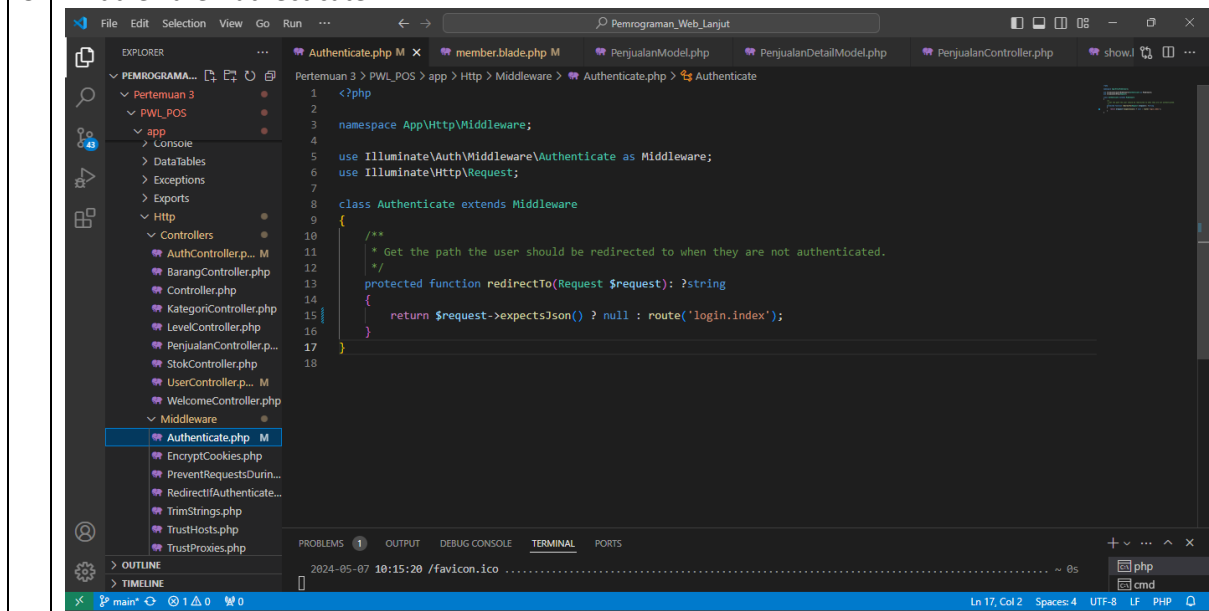 File Edit Selection View Go Run ··· Pemrograman_Web_Lanjut
EXPLORER ···
PEMROGRAMA...
Pertemuan 3
PWL_POS
app
Console
DataTables
Exceptions
Exports
Http
Controllers
AuthController.p... M
BarangController.php
Controller.php
KategoriController.php
LevelController.php
PenjualanController.p...
StokController.php
UserController.p... M
WelcomeController.php
Middleware
Authenticate.php M
EncryptCookies.php
PreventRequestsDurin...
RedirectIfAuthenticate...
TrimStrings.php
TrustHosts.php
TrustProxies.php
OUTLINE
TIMELINE
43
Authenticate.php M member.blade.php M PenjualanModel.php PenjualanDetailModel.php PenjualanController.php show.l ···
Pertemuan 3 > PWL_POS > app > Http > Middleware > Authenticate.php > Authenticate
1 <?php
2
3 namespace App\Http\Middleware;
4
5 use Illuminate\Auth\Middleware\Authenticate as Middleware;
6 use Illuminate\Http\Request;
7
8 class Authenticate extends Middleware
9 {
10 /**
11 * Get the path the user should be redirected to when they are not authenticated.
12 */
13 protected function redirectTo(Request $request): ?string
14 {
15 return $request->expectsJson() ? null : route('login.index');
16 }
17 }
18
PROBLEMS 1 OUTPUT DEBUG CONSOLE TERMINAL PORTS
2024-05-07 10:15:20 /favicon.ico ........................................................................................ ~ 0s
php
cmd
main* 1 0 0 Ln 17, Col 2 Spaces: 4 UTF-8 LF PHP